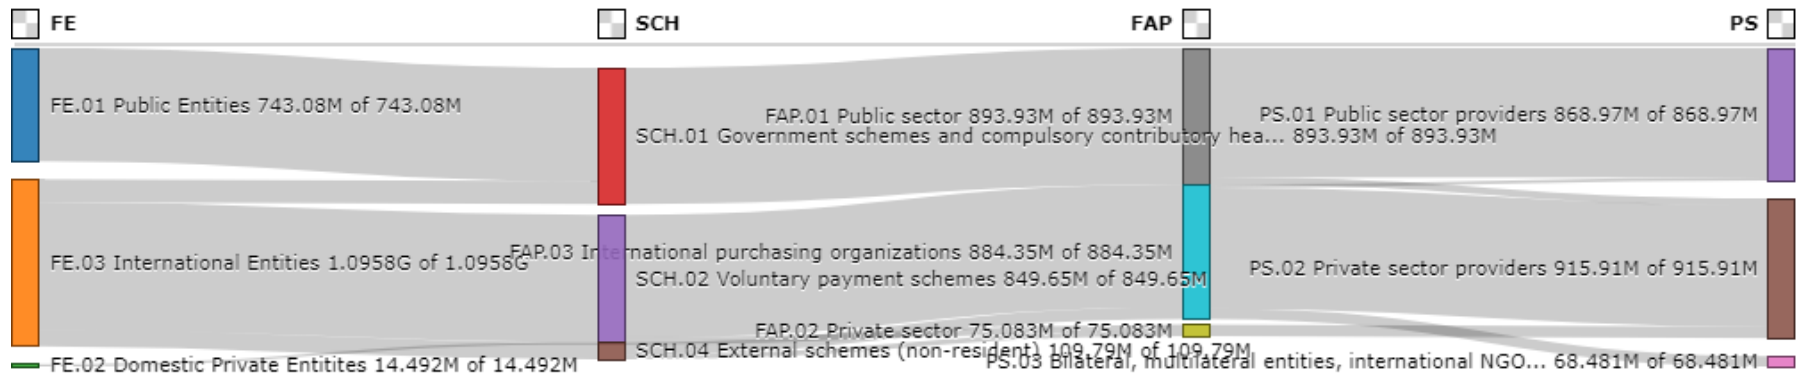 FE
SCH
FAP
PS
FE.01 Public Entities 743.08M of 743.08M
FAP.01 Public sector 893.93M of 893.93M
PS.01 Public sector providers 868.97M of 868.97M
SCH.01 Government schemes and compulsory contributory hea... 893.93M of 893.93M
FE.03 International Entities 1.0958G of 1.0958G
FAP.03 International purchasing organizations 884.35M of 884.35M
SCH.02 Voluntary payment schemes 849.65M of 849.65M
PS.02 Private sector providers 915.91M of 915.91M
FAP.02 Private sector 75.083M of 75.083M
SCH.04 External schemes (non-resident) 109.79M of 109.79M
FE.02 Domestic Private Entitites 14.492M of 14.492M
PS.03 Bilateral, multilateral entities, international NGO... 68.481M of 68.481M